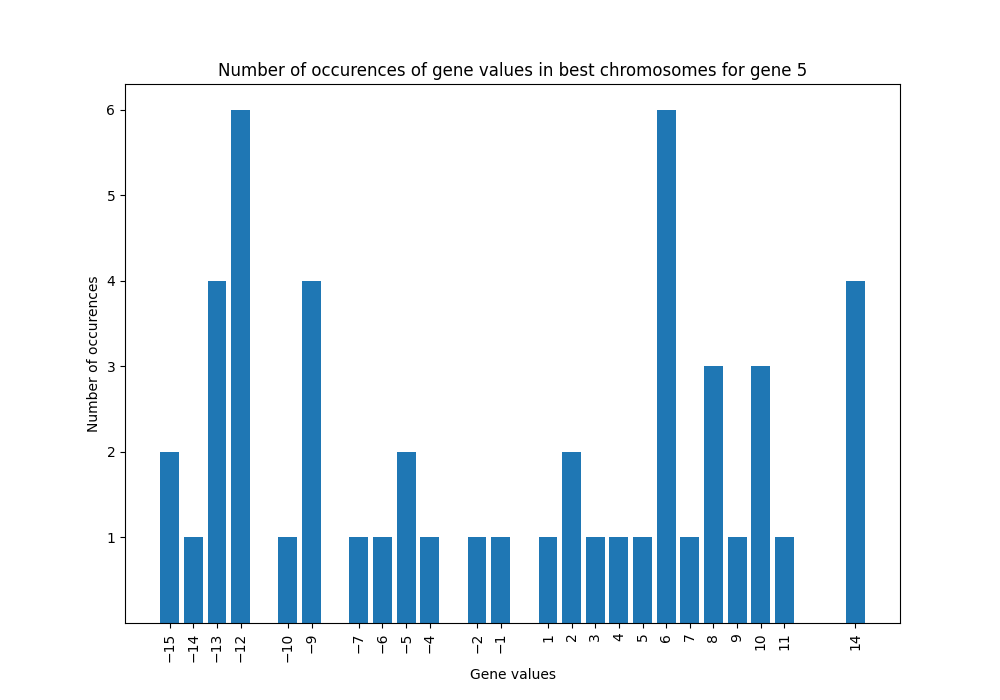 Number of occurences of gene values in best chromosomes for gene 5
Number of occurences
6
5
4
3
2
1
−15 −14 −13 −12 −10 −9 −7 −6 −5 −4 −2 −1 1 2 3 4 5 6 7 8 9 10 11 14
Gene values